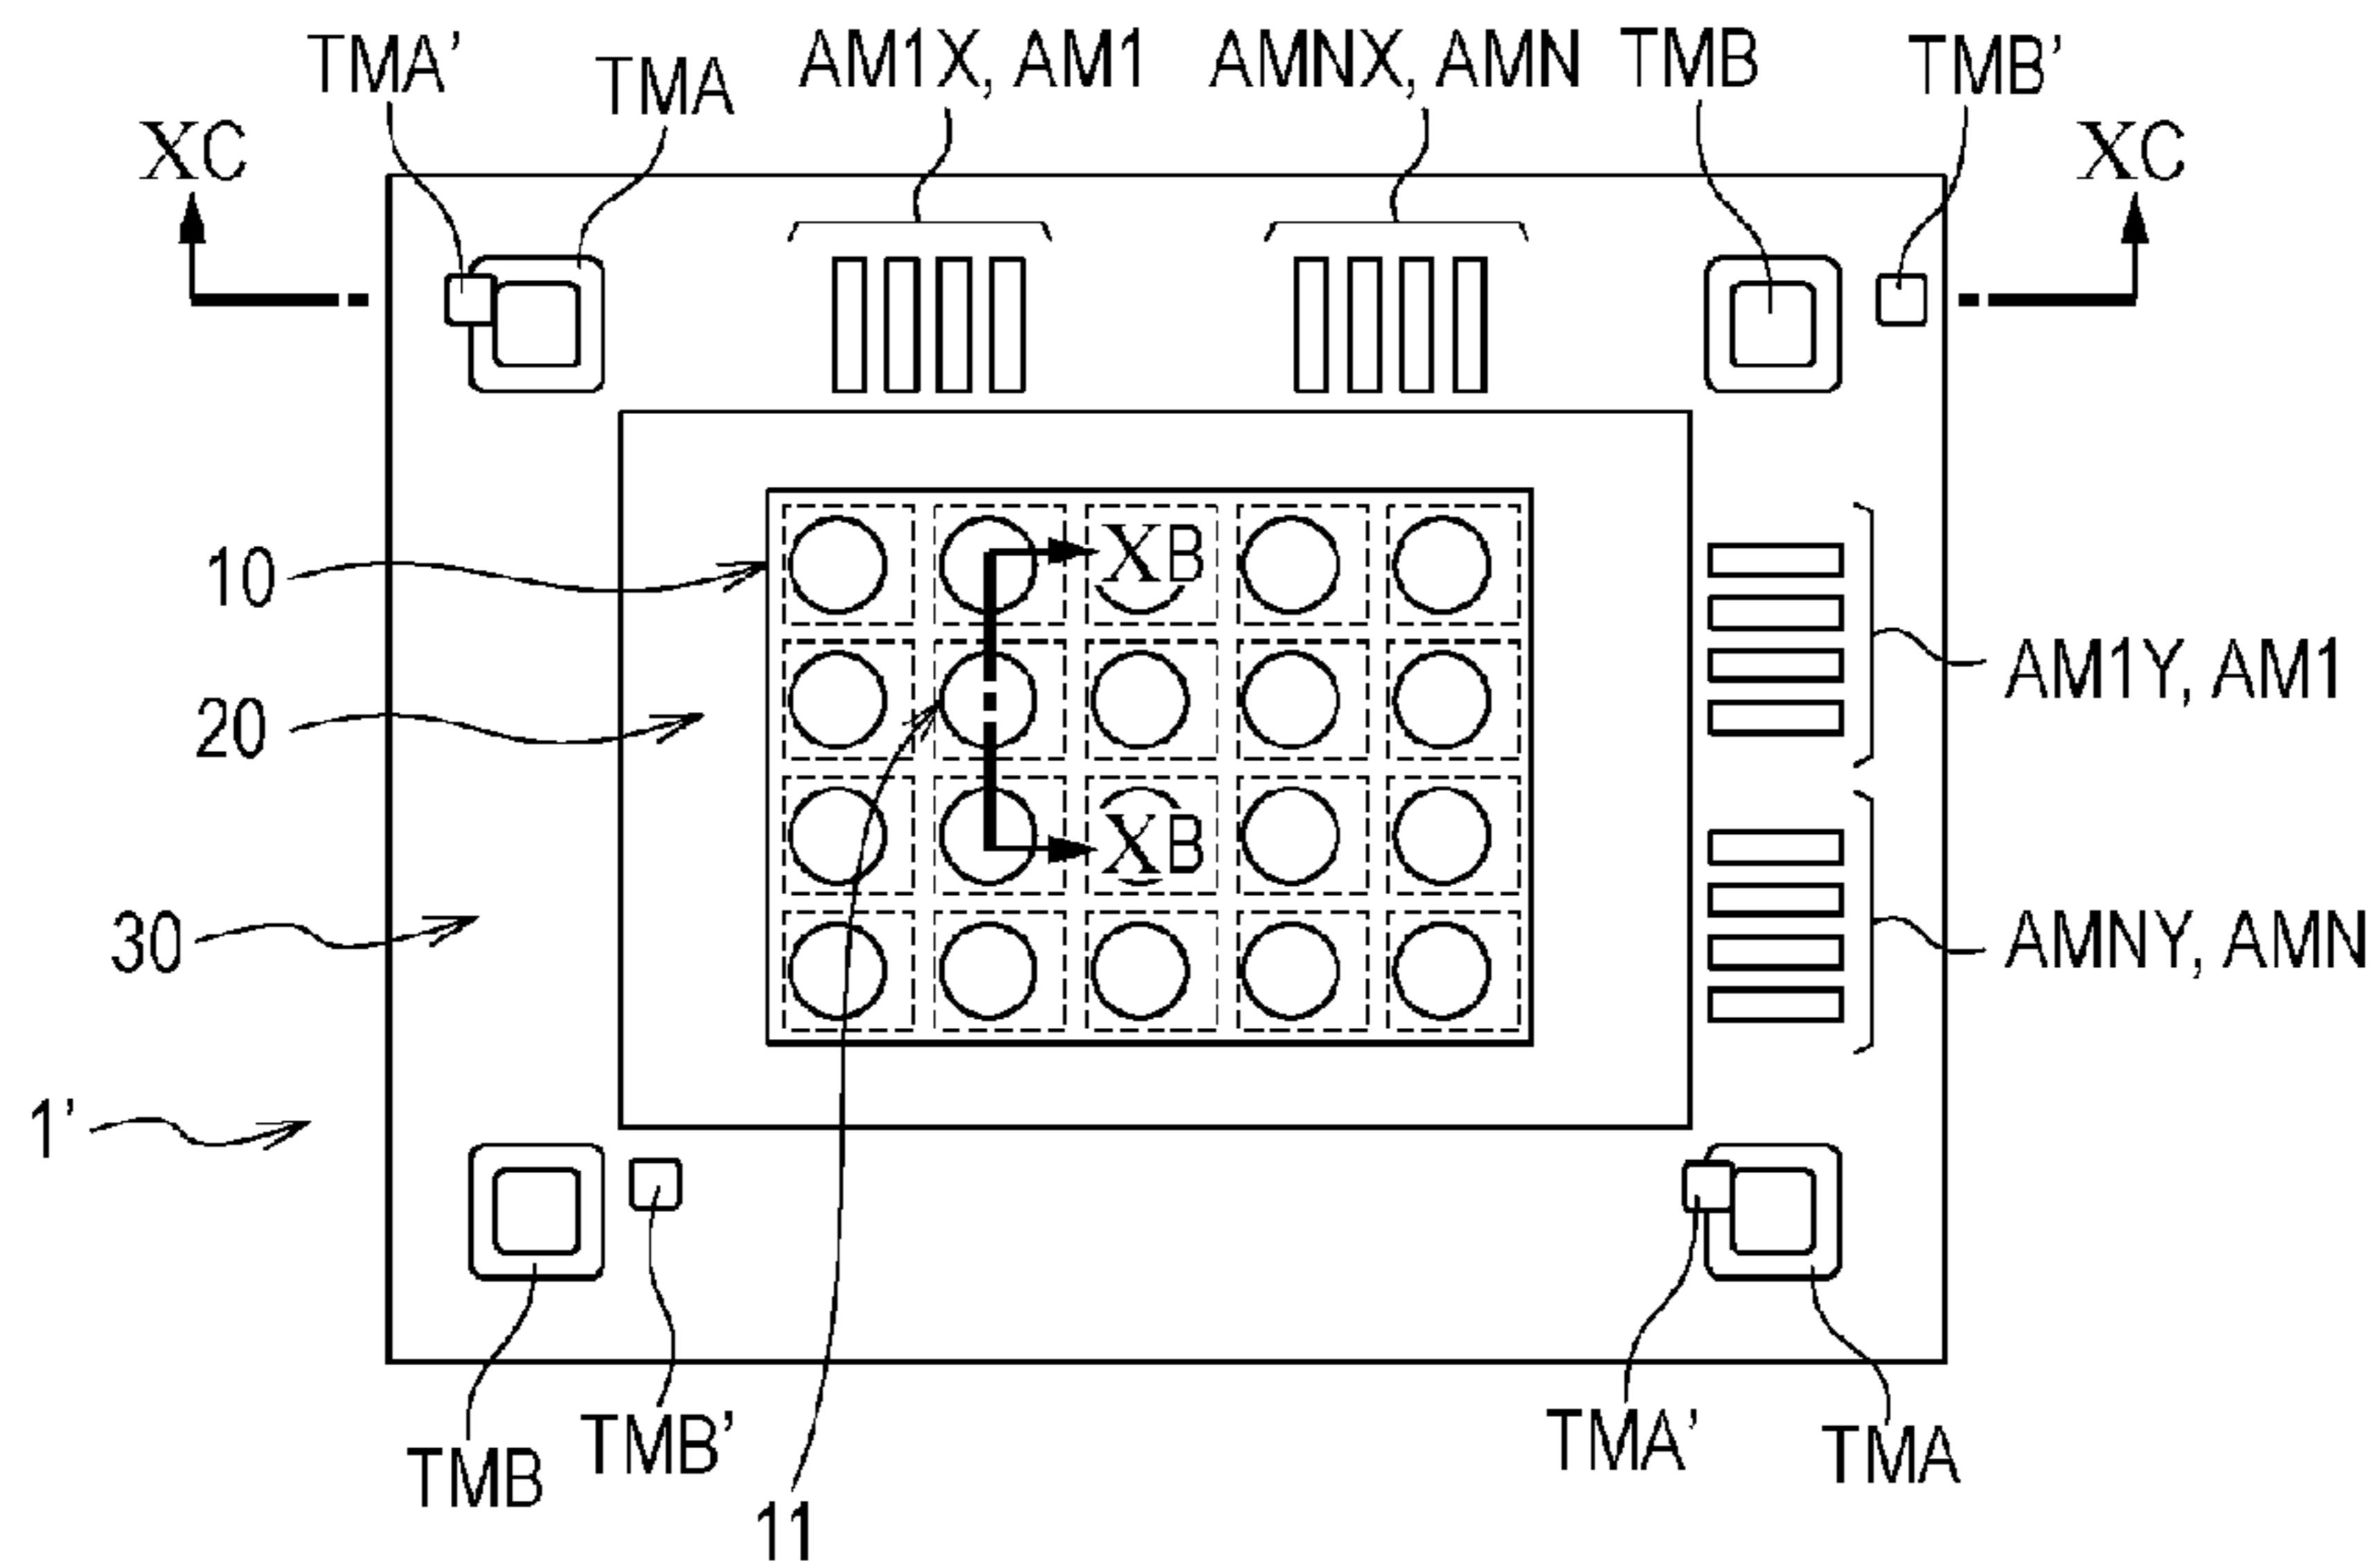 TMA’ TMA AM1X, AM1 AMNX, AMN TMB TMB’
XC XC
10 XB
20 AM1Y, AM1
XB
30 AMNY, AMN
1’
TMB TMB’ TMA’ TMA
11